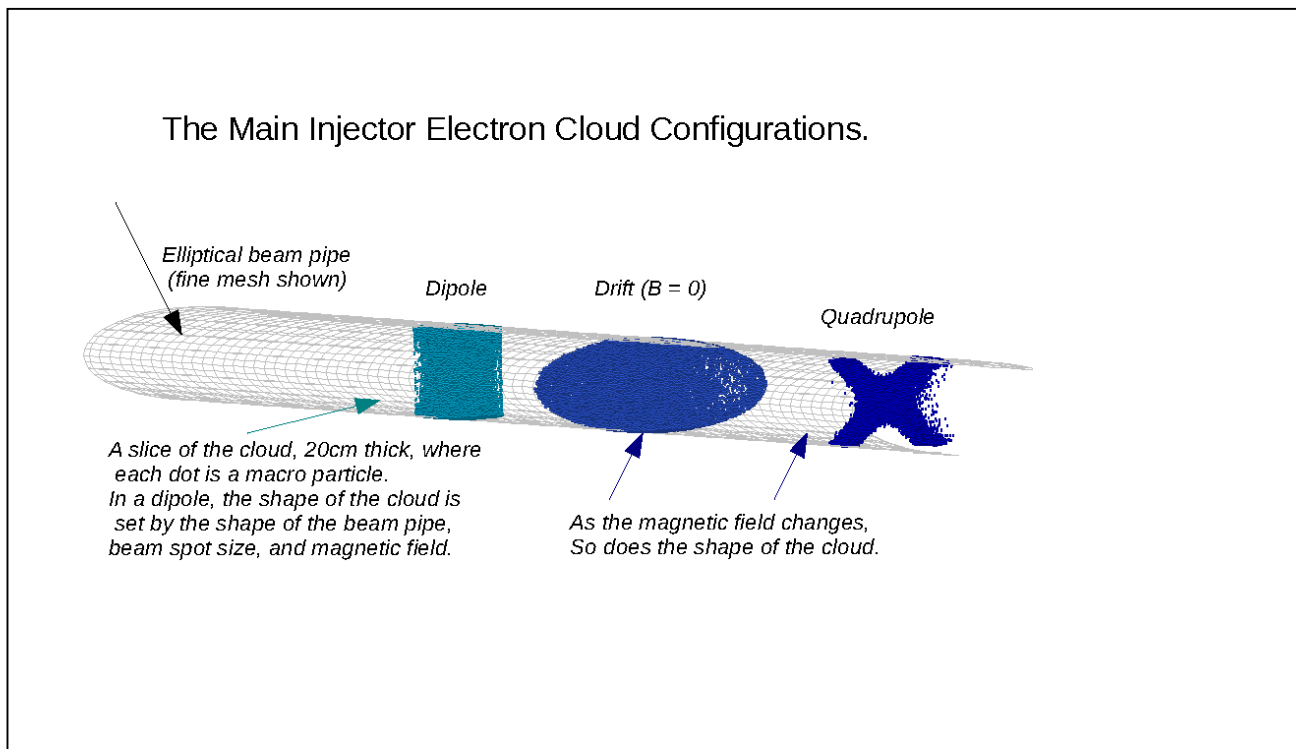 The Main Injector Electron Cloud Configurations.
Elliptical beam pipe
(fine mesh shown)
Dipole
Drift (B = 0)
Quadrupole
A slice of the cloud, 20cm thick, where
each dot is a macro particle.
In a dipole, the shape of the cloud is
set by the shape of the beam pipe,
beam spot size, and magnetic field.
As the magnetic field changes,
So does the shape of the cloud.